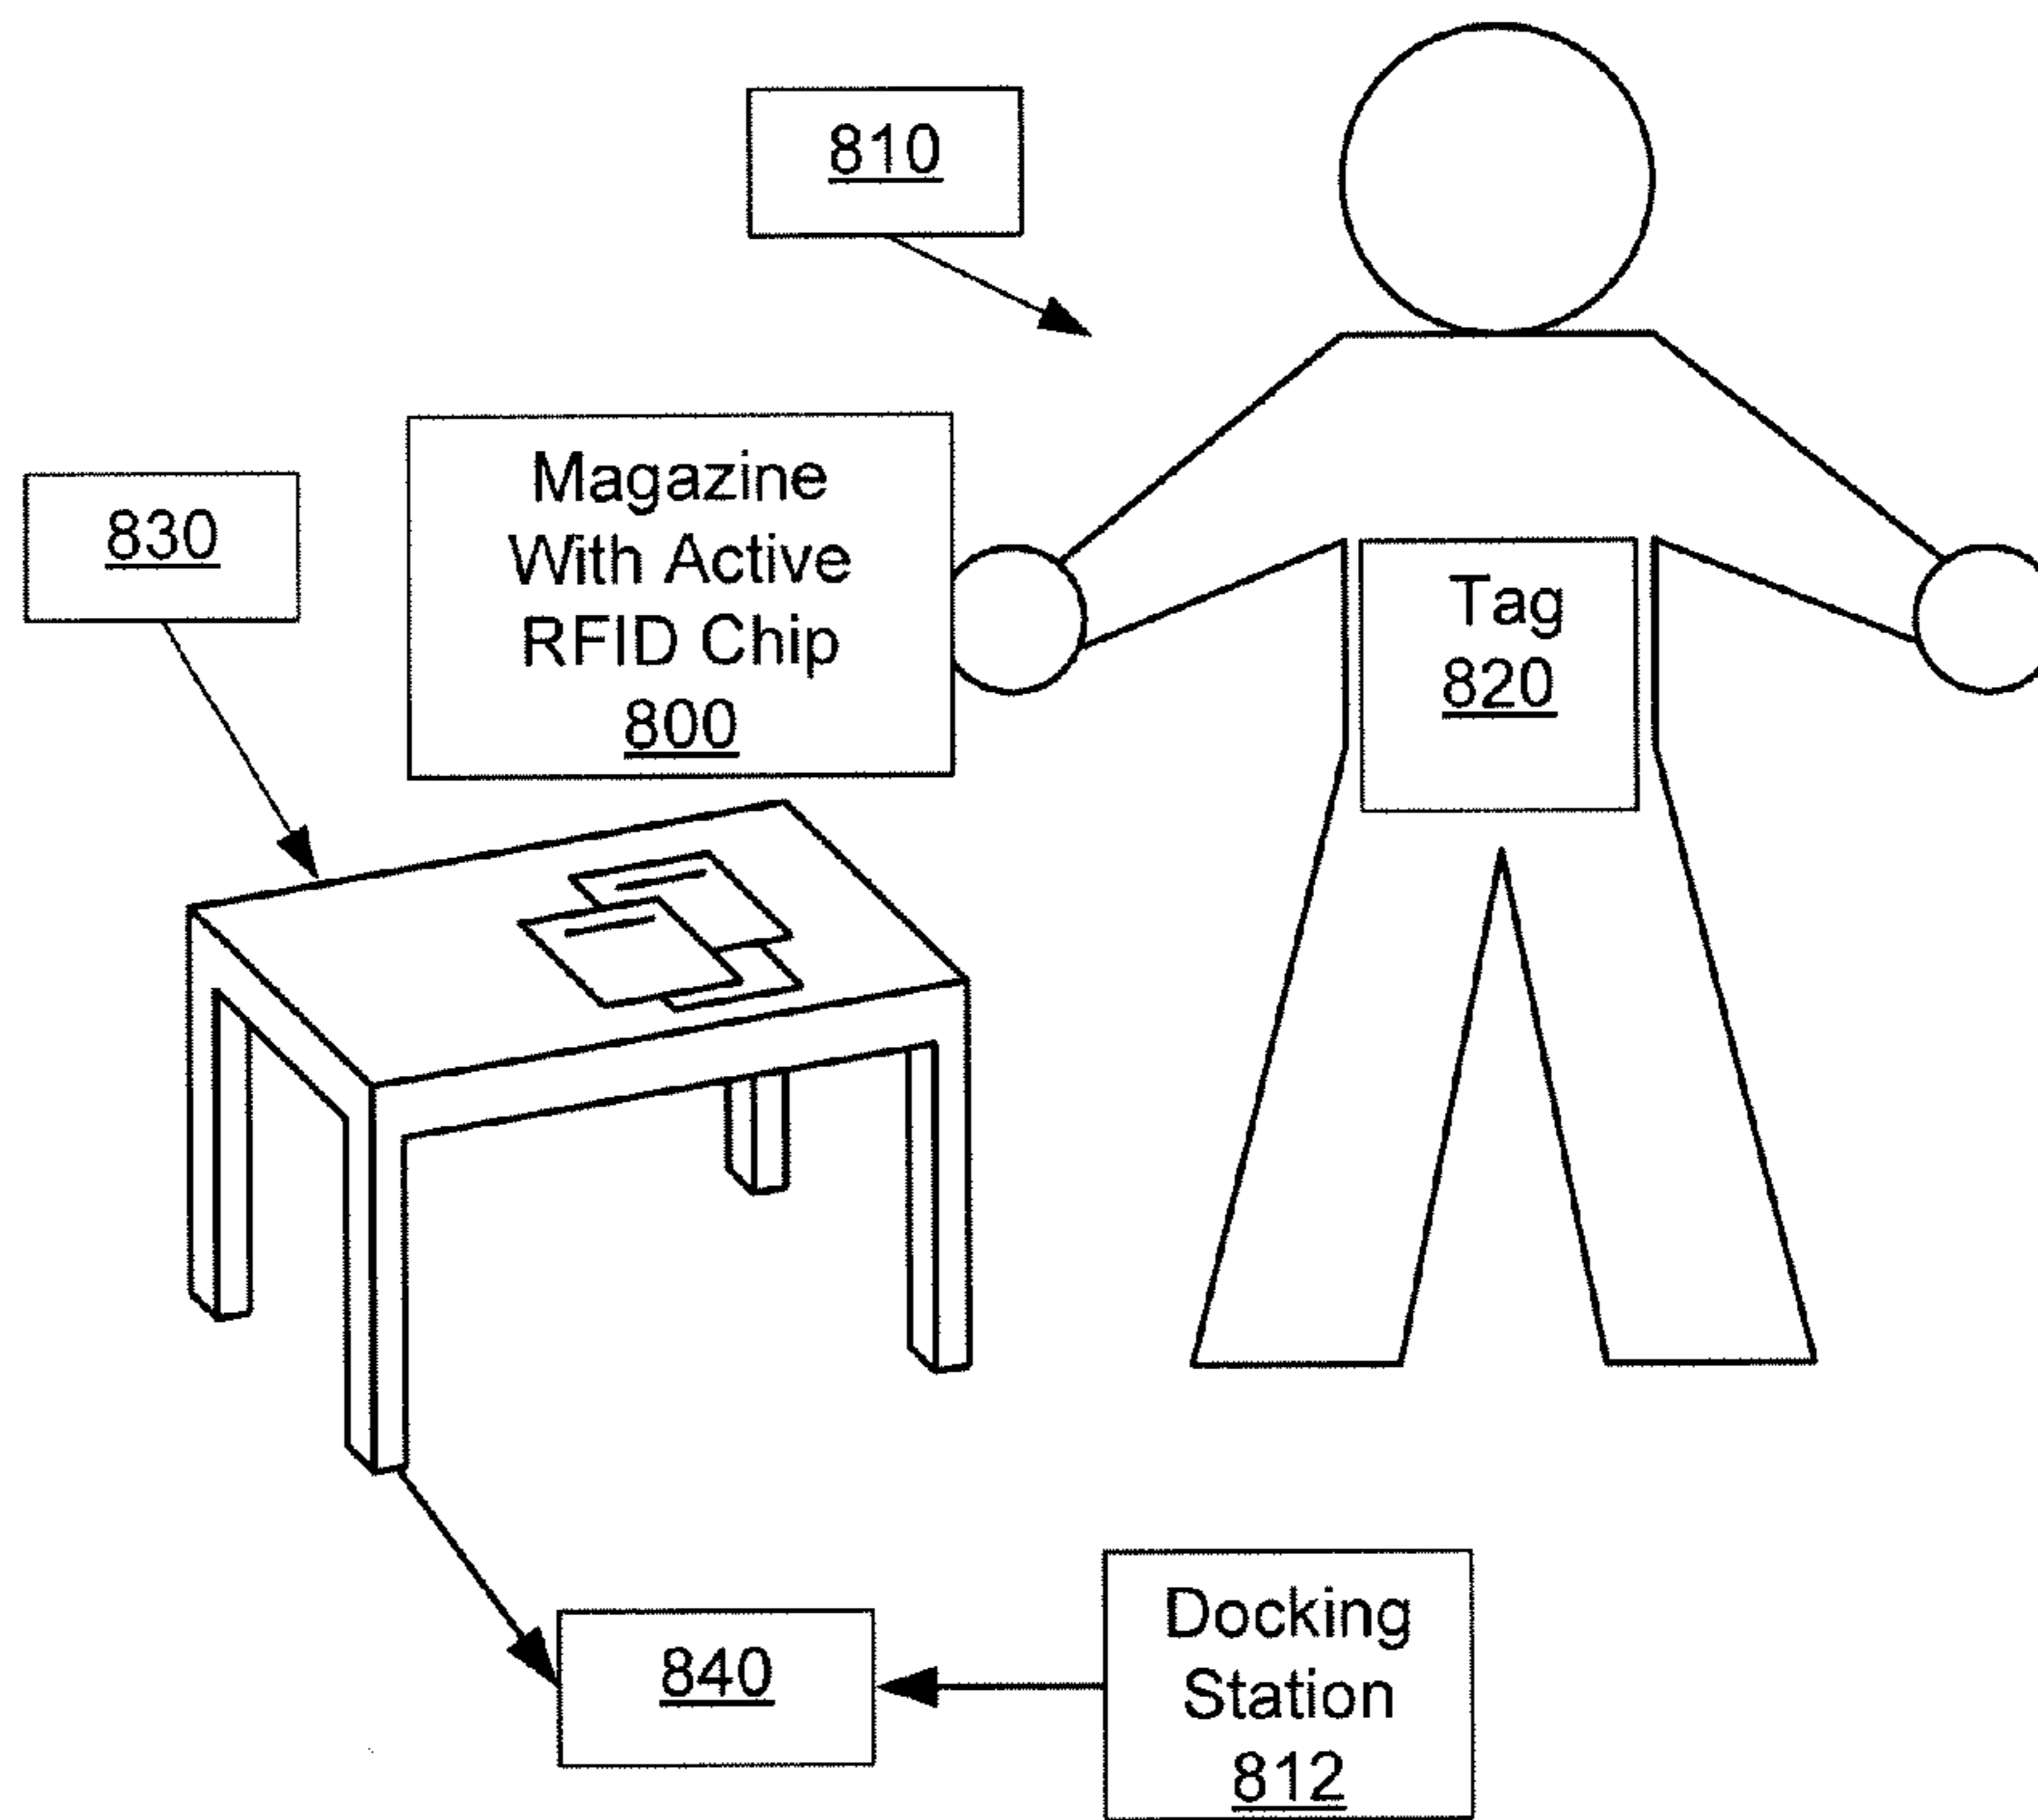 810
830
Magazine
With Active
RFID Chip
800
Tag
820
840
Docking
Station
812